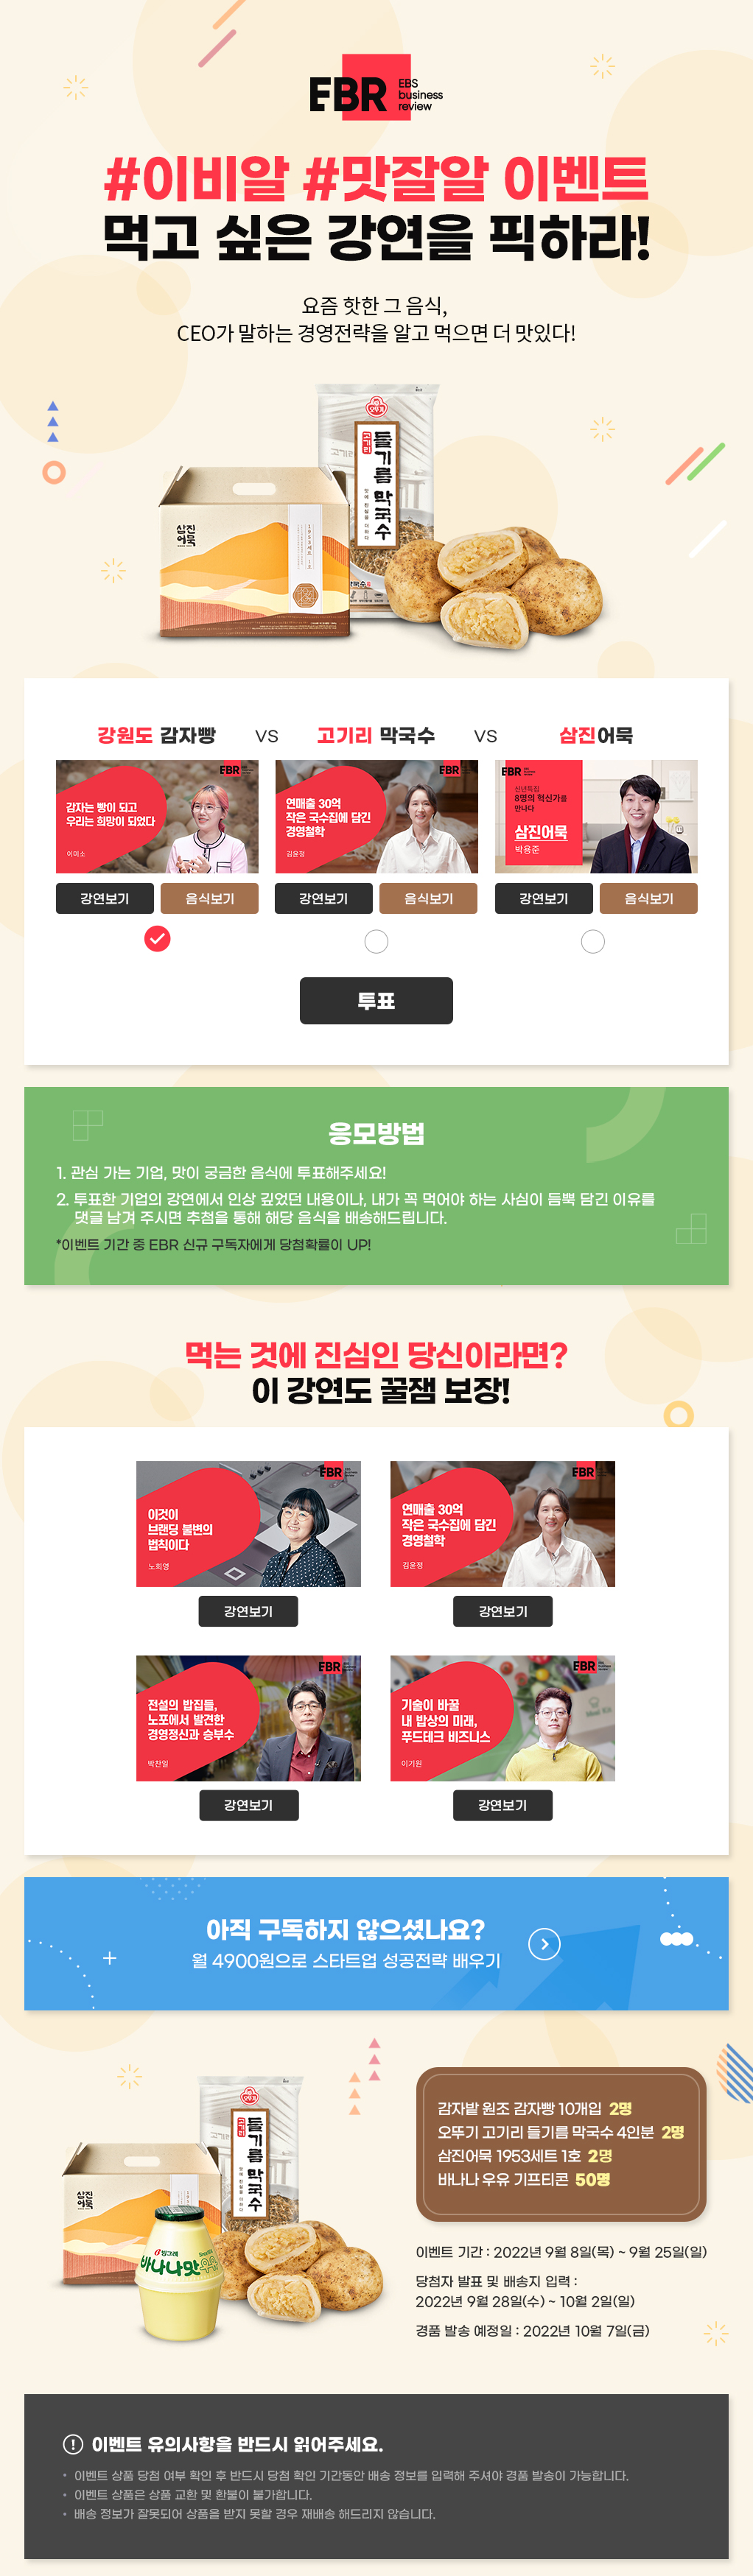 EBR EBS
business
review
#이비알 #맛잘알 이벤트
먹고 싶은 강연을 픽하라!
요즘 핫한 그 음식,
CEO가 말하는 경영전략을 알고 먹으면 더 맛있다!
오뚜기
고기리
들기름 막국수
삼진
어묵
강원도 감자빵 VS 고기리 막국수 VS 삼진어묵
EBR
감자는 빵이 되고
우리는 희망이 되었다
이미소
EBR
연매출 30억
작은 국수집에 담긴
경영철학
김윤정
EBR
신년특집
8명의 혁신가를
만나다
삼진어묵
박용준
강연보기 음식보기 강연보기 음식보기 강연보기 음식보기
투표
응모방법
1. 관심 가는 기업, 맛이 궁금한 음식에 투표해주세요!
2. 투표한 기업의 강연에서 인상 깊었던 내용이나, 내가 꼭 먹어야 하는 사심이 듬뿍 담긴 이유를
댓글 남겨 주시면 추첨을 통해 해당 음식을 배송해드립니다.
*이벤트 기간 중 EBR 신규 구독자에게 당첨확률이 UP!
먹는 것에 진심인 당신이라면?
이 강연도 꿀잼 보장!
EBR
이것이
브랜딩 불변의
법칙이다
노희영
EBR
연매출 30억
작은 국수집에 담긴
경영철학
김윤정
강연보기 강연보기
EBR
전설의 밥집들,
노포에서 발견한
경영정신과 승부수
박찬일
EBR
기술이 바꿀
내 밥상의 미래,
푸드테크 비즈니스
이기원
강연보기 강연보기
아직 구독하지 않으셨나요?
월 4900원으로 스타트업 성공전략 배우기
오뚜기
고기리
들기름 막국수
삼진
어묵
빙그레
바나나맛 우유
감자밭 원조 감자빵 10개입 2명
오뚜기 고기리 들기름 막국수 4인분 2명
삼진어묵 1953세트 1호 2명
바나나 우유 기프티콘 50명
이벤트 기간 : 2022년 9월 8일(목) ~ 9월 25일(일)
당첨자 발표 및 배송지 입력 :
2022년 9월 28일(수) ~ 10월 2일(일)
경품 발송 예정일 : 2022년 10월 7일(금)
이벤트 유의사항을 반드시 읽어주세요.
• 이벤트 상품 당첨 여부 확인 후 반드시 당첨 확인 기간동안 배송 정보를 입력해 주셔야 경품 발송이 가능합니다.
• 이벤트 상품은 상품 교환 및 환불이 불가합니다.
• 배송 정보가 잘못되어 상품을 받지 못할 경우 재배송 해드리지 않습니다.